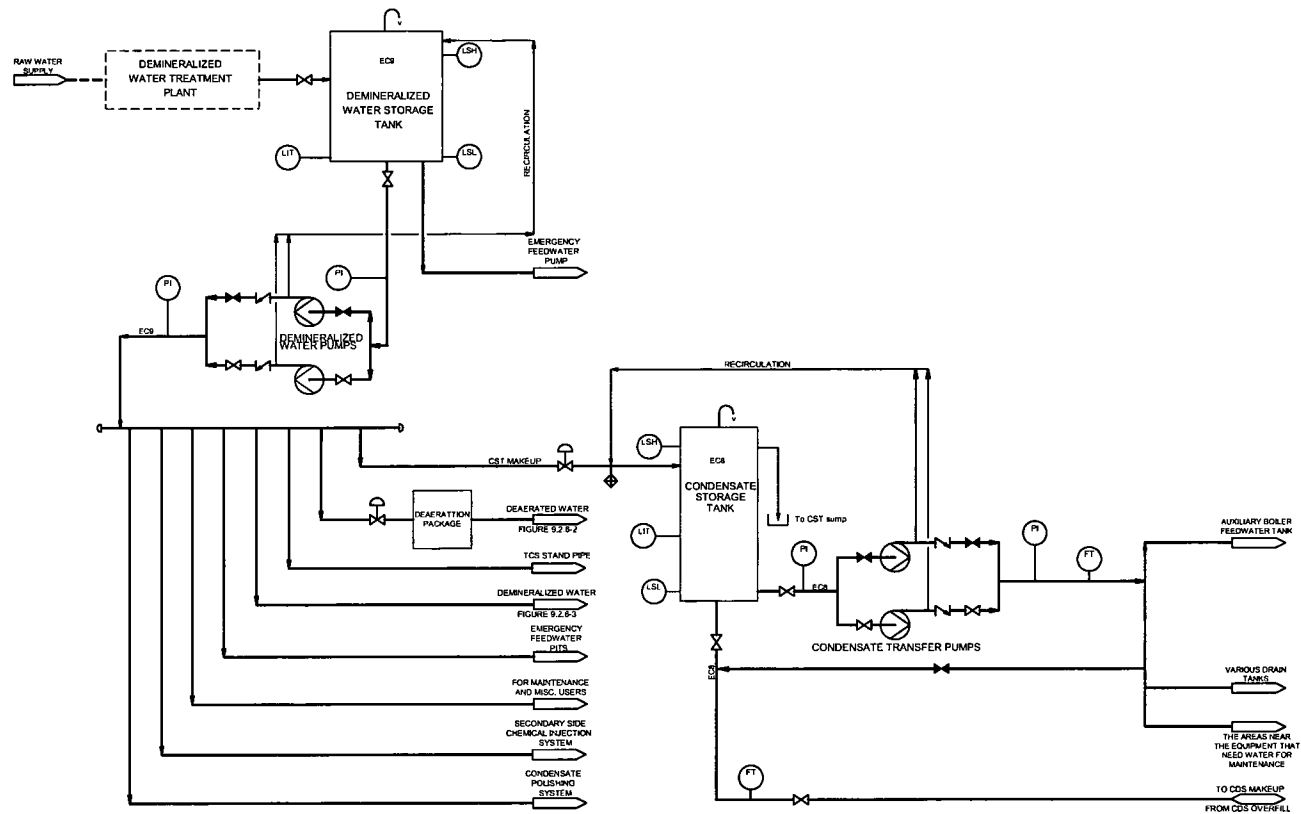 RAW WATER
SUPPLY
DEMINERALIZED
WATER TREATMENT
PLANT
v
EC9
LSH
DEMINERALIZED
WATER STORAGE
TANK
LIT
LSL
RECIRCULATION
EMERGENCY
FEEDWATER
PUMP
PI
PI
EC9
DEMINERALIZED
WATER PUMPS
RECIRCULATION
v
LSH
EC8
CST MAKEUP
CONDENSATE
STORAGE
TANK
To CST sump
LIT
LSL
DEAERATTION
PACKAGE
DEAERATED WATER
FIGURE 9.2.6-2
TCS STAND PIPE
DEMINERALIZED WATER
FIGURE 9.2.6-3
EMERGENCY
FEEDWATER
PITS
FOR MAINTENANCE
AND MISC. USERS
SECONDARY SIDE
CHEMICAL INJECTION
SYSTEM
CONDENSATE
POLISHING
SYSTEM
PI
EC8
CONDENSATE TRANSFER PUMPS
PI
FT
AUXILIARY BOILER
FEEDWATER TANK
EC8
VARIOUS DRAIN
TANKS
THE AREAS NEAR
THE EQUIPMENT THAT
NEED WATER FOR
MAINTENANCE
FT
TO CDS MAKEUP
FROM CDS OVERFILL